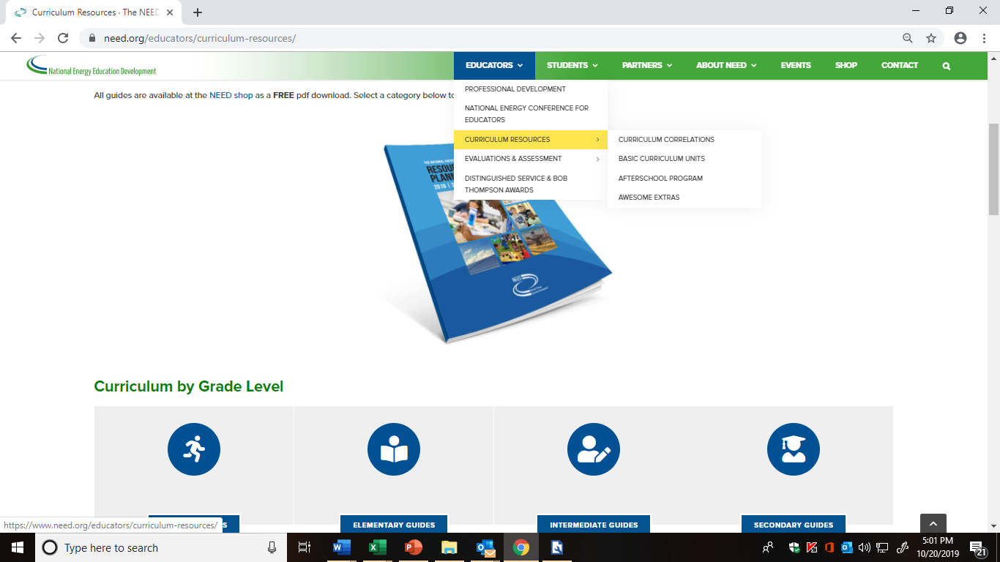 Curriculum Resources · The NEED
need.org/educators/curriculum-resources/
National Energy Education Development
EDUCATORS
STUDENTS
PARTNERS
ABOUT NEED
EVENTS
SHOP
CONTACT
All guides are available at the NEED shop as a FREE pdf download. Select a category below to
PROFESSIONAL DEVELOPMENT
NATIONAL ENERGY CONFERENCE FOR
EDUCATORS
CURRICULUM RESOURCES
EVALUATIONS & ASSESSMENT
DISTINGUISHED SERVICE & BOB
THOMPSON AWARDS
CURRICULUM CORRELATIONS
BASIC CURRICULUM UNITS
AFTERSCHOOL PROGRAM
AWESOME EXTRAS
THE NATIONAL
2019
NEED
Curriculum by Grade Level
S
ELEMENTARY GUIDES
INTERMEDIATE GUIDES
SECONDARY GUIDES
https://www.need.org/educators/curriculum-resources/
Type here to search
5:01 PM
10/20/2019
21